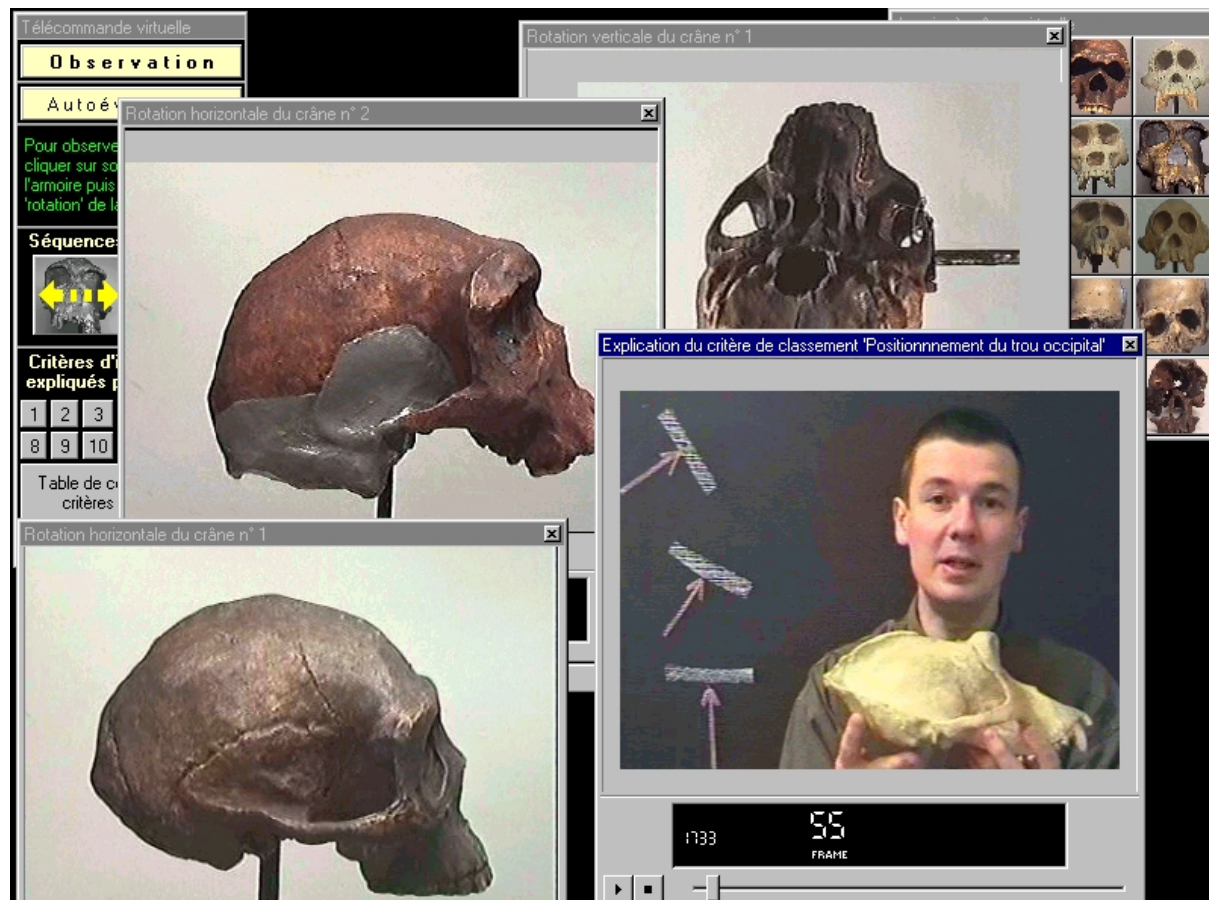 Télécommande virtuelle
Observation
Autoév
Pour observe
cliquer sur so
l'armoire puis
'rotation' de la
Séquences
Critères d'i
expliqués p
1 2 3
8 9 10
Table de c
critères
Rotation horizontale du crâne n° 2
Rotation verticale du crâne n° 1
Rotation horizontale du crâne n° 1
Explication du critère de classement 'Positionnnement du trou occipital'
1733
55
FRAME